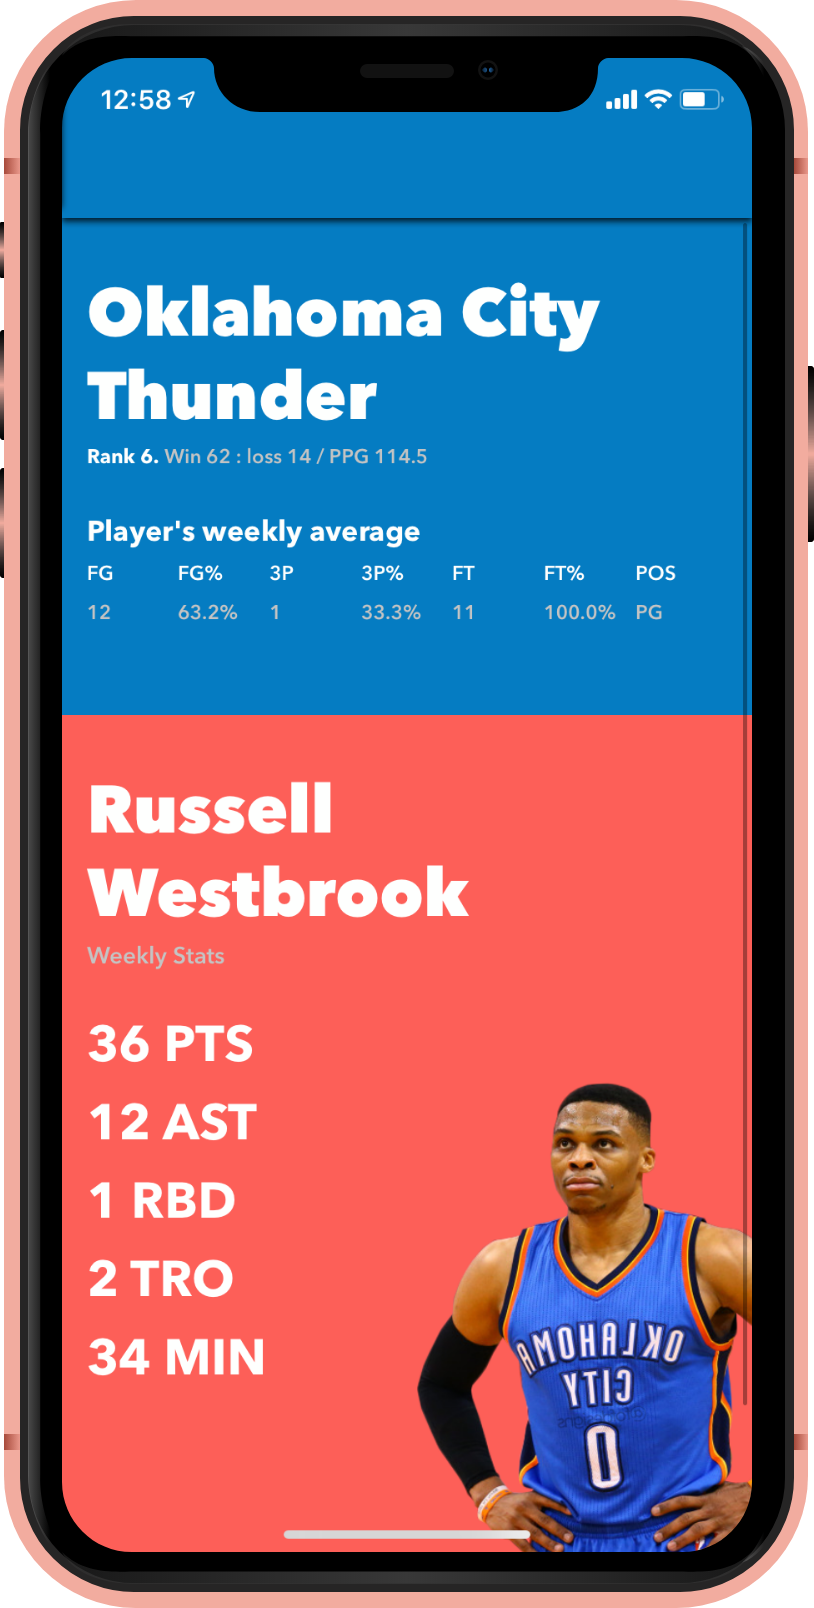 12:58
Oklahoma City
Thunder
Rank 6. Win 62 : loss 14 / PPG 114.5
Player's weekly average
FG FG% 3P 3P% FT FT% POS
12 63.2% 1 33.3% 11 100.0% PG
Russell
Westbrook
Weekly Stats
36 PTS
12 AST
1 RBD
2 TRO
34 MIN
OKLAHOMA
CITY
0